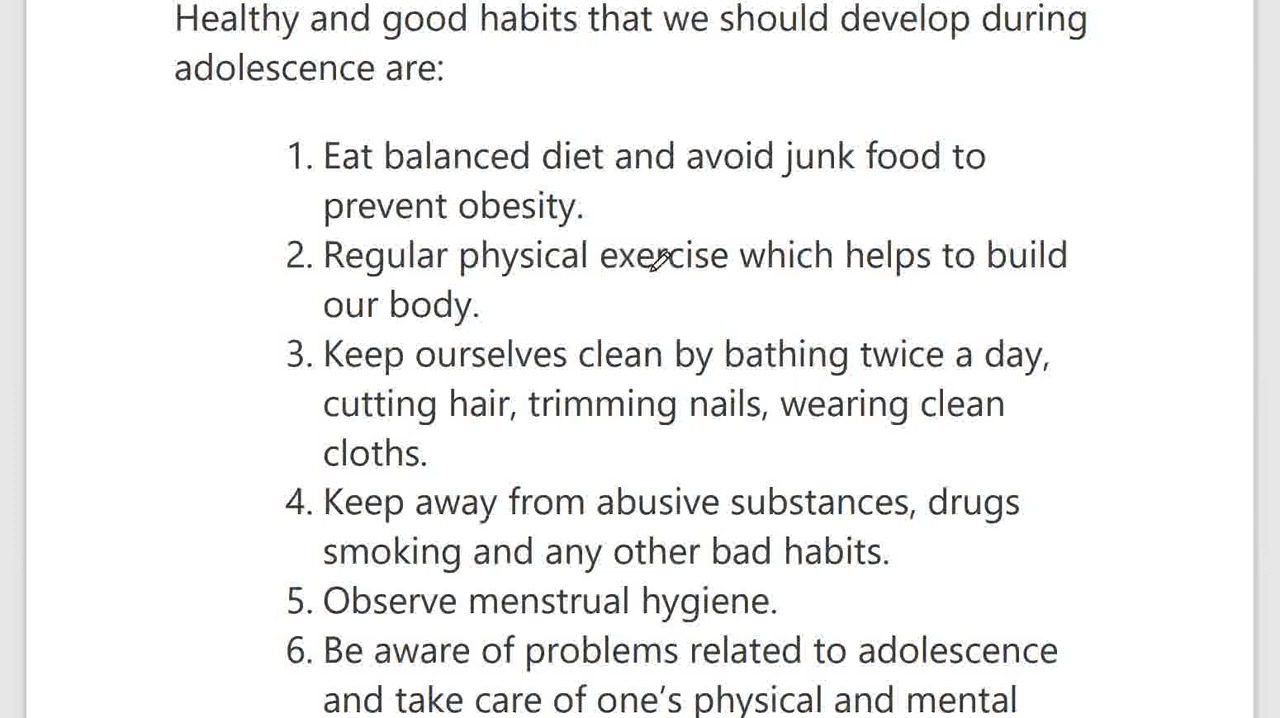 Healthy and good habits that we should develop during
adolescence are:
1. Eat balanced diet and avoid junk food to
prevent obesity.
2. Regular physical exercise which helps to build
our body.
3. Keep ourselves clean by bathing twice a day,
cutting hair, trimming nails, wearing clean
cloths.
4. Keep away from abusive substances, drugs
smoking and any other bad habits.
5. Observe menstrual hygiene.
6. Be aware of problems related to adolescence
and take care of one’s physical and mental